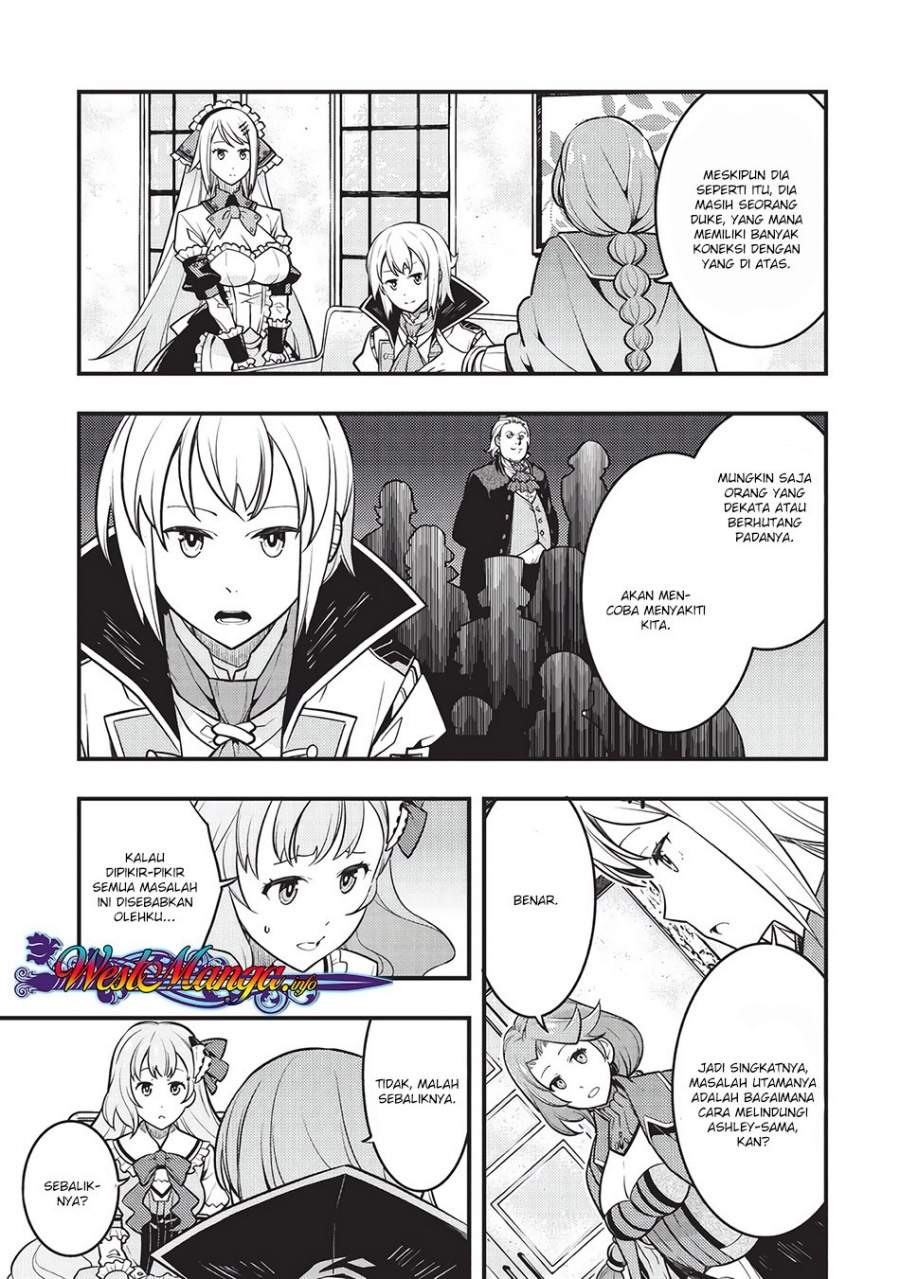 MESKIPUN DIA
SEPERTI ITU, DIA
MASIH SEORANG
DUKE, YANG MANA
MEMILIKI BANYAK
KONEKSI DENGAN
YANG DI ATAS.
MUNGKIN SAJA
ORANG YANG
DEKATA ATAU
BERHUTANG
PADANYA.
AKAN MEN-
COBA MENYAKITI
KITA.
BENAR.
JADI SINGKATNYA,
MASALAH UTAMANYA
ADALAH BAGAIMANA
CARA MELINDUNGI
ASHLEY-SAMA,
KAN?
KALAU
DIPIKIR-PIKIR
SEMUA MASALAH
INI DISEBABKAN
OLEHKU...
WestManga.info
TIDAK, MALAH
SEBALIKNYA.
SEBALIK-
NYA?